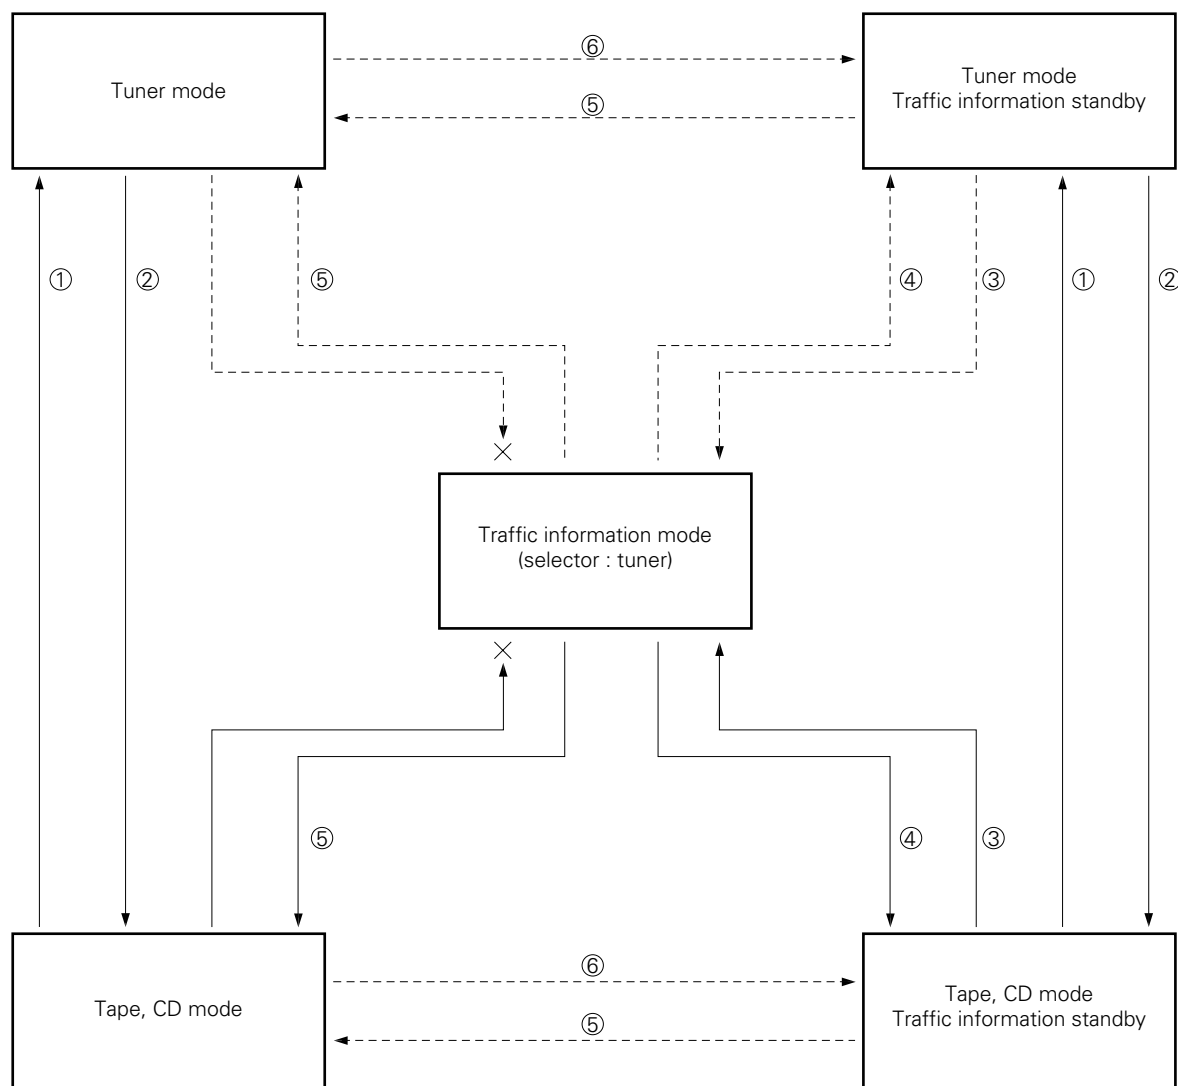 Tuner mode
⑥
⑤
Tuner mode
Traffic information standby
①
②
⑤
④
③
①
②
Traffic information mode
(selector : tuner)
⑤
④
③
Tape, CD mode
⑥
⑤
Tape, CD mode
Traffic information standby